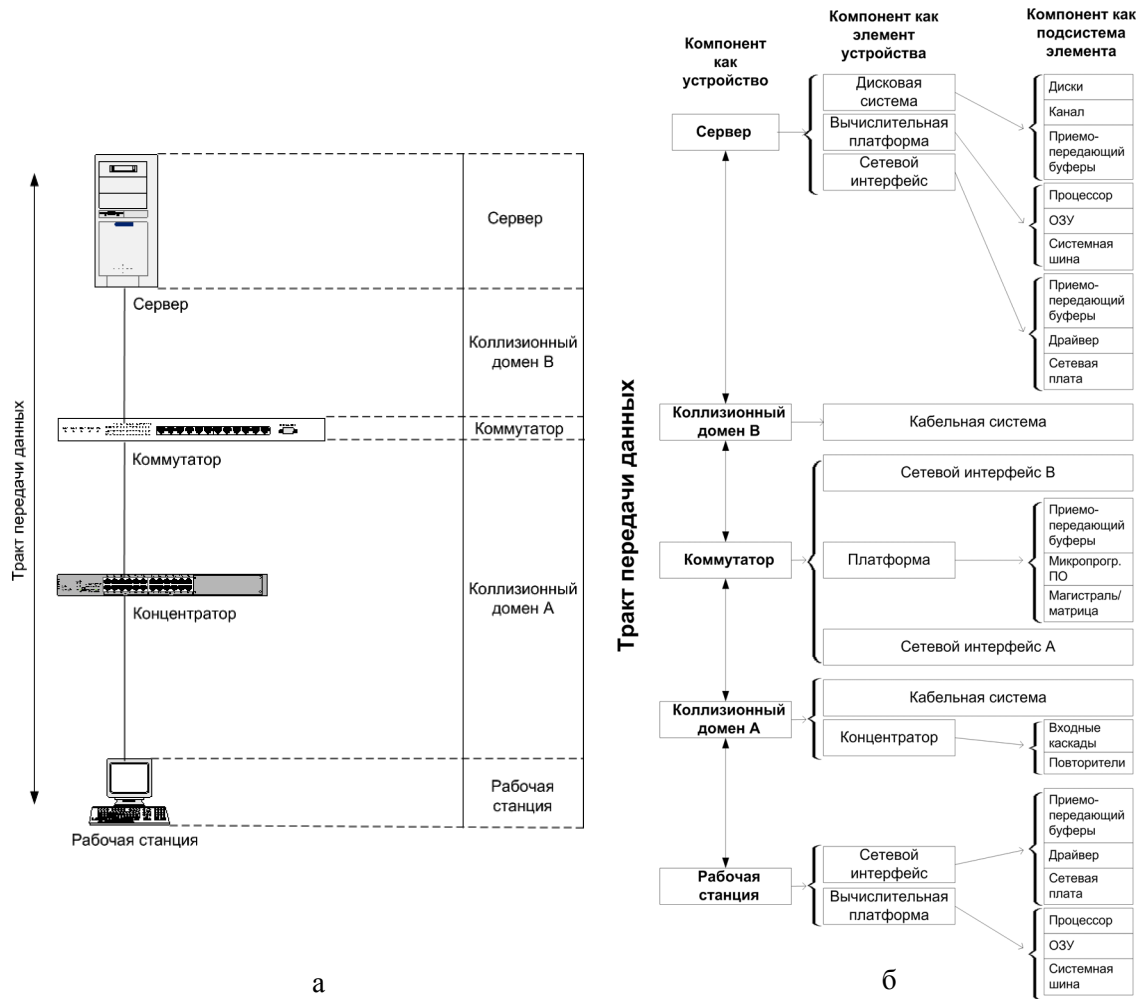 Тракт передачи данных
Сервер
Сервер
Коллизионный
домен B
Коммутатор
Коммутатор
Концентратор
Коллизионный
домен A
Рабочая
станция
Рабочая станция
а
Тракт передачи данных
Компонент
как
устройство
Компонент как
элемент
устройства
Компонент как
подсистема
элемента
Сервер
Дисковая
система
Вычислительная
платформа
Сетевой
интерфейс
Диски
Канал
Приемо-
передающий
буферы
Процессор
ОЗУ
Системная
шина
Приемо-
передающий
буферы
Драйвер
Сетевая
плата
Коллизионный
домен B
Кабельная система
Коммутатор
Сетевой интерфейс B
Платформа
Сетевой интерфейс A
Приемо-
передающий
буферы
Микропрогр.
ПО
Магистраль/
матрица
Коллизионный
домен A
Кабельная система
Концентратор
Входные
каскады
Повторители
Рабочая
станция
Сетевой
интерфейс
Вычислительная
платформа
Приемо-
передающий
буферы
Драйвер
Сетевая
плата
Процессор
ОЗУ
Системная
шина
б